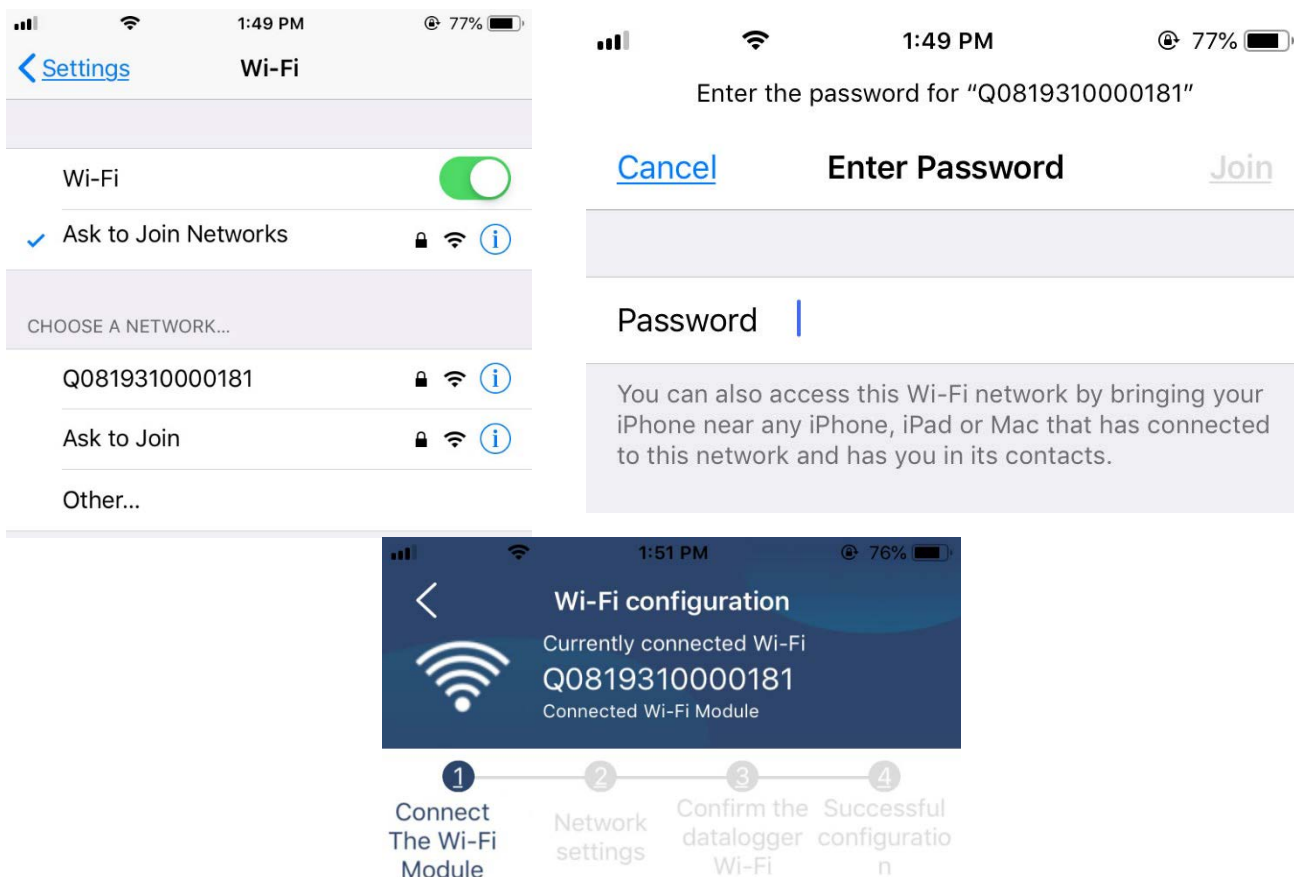 1:49 PM 77%
Settings Wi-Fi
Wi-Fi
Ask to Join Networks
CHOOSE A NETWORK...
Q0819310000181
Ask to Join
Other...
1:49 PM 77%
Enter the password for “Q0819310000181”
Cancel Enter Password Join
Password
You can also access this Wi-Fi network by bringing your
iPhone near any iPhone, iPad or Mac that has connected
to this network and has you in its contacts.
1:51 PM 76%
Wi-Fi configuration
Currently connected Wi-Fi
Q0819310000181
Connected Wi-Fi Module
1 2 3 4
Connect
The Wi-Fi
Module
Network
settings
Confirm the
datalogger
Wi-Fi
Successful
configuratio
n